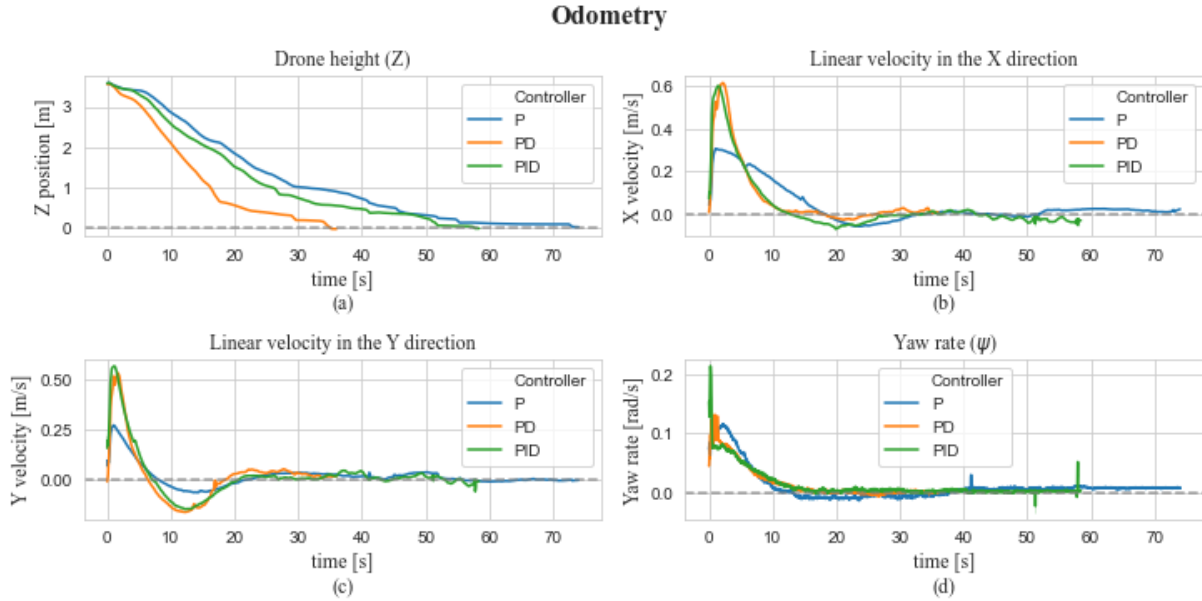 Odometry
Drone height (Z)
Z position [m]
3
2
1
0
Controller
P
PD
PID
0 10 20 30 40 50 60 70
time [s]
(a)
Linear velocity in the X direction
X velocity [m/s]
0.6
0.4
0.2
0.0
Controller
P
PD
PID
0 10 20 30 40 50 60 70
time [s]
(b)
Linear velocity in the Y direction
Y velocity [m/s]
0.50
0.25
0.00
Controller
P
PD
PID
0 10 20 30 40 50 60 70
time [s]
(c)
Yaw rate (ψ)
Yaw rate [rad/s]
0.2
0.1
0.0
Controller
P
PD
PID
0 10 20 30 40 50 60 70
time [s]
(d)